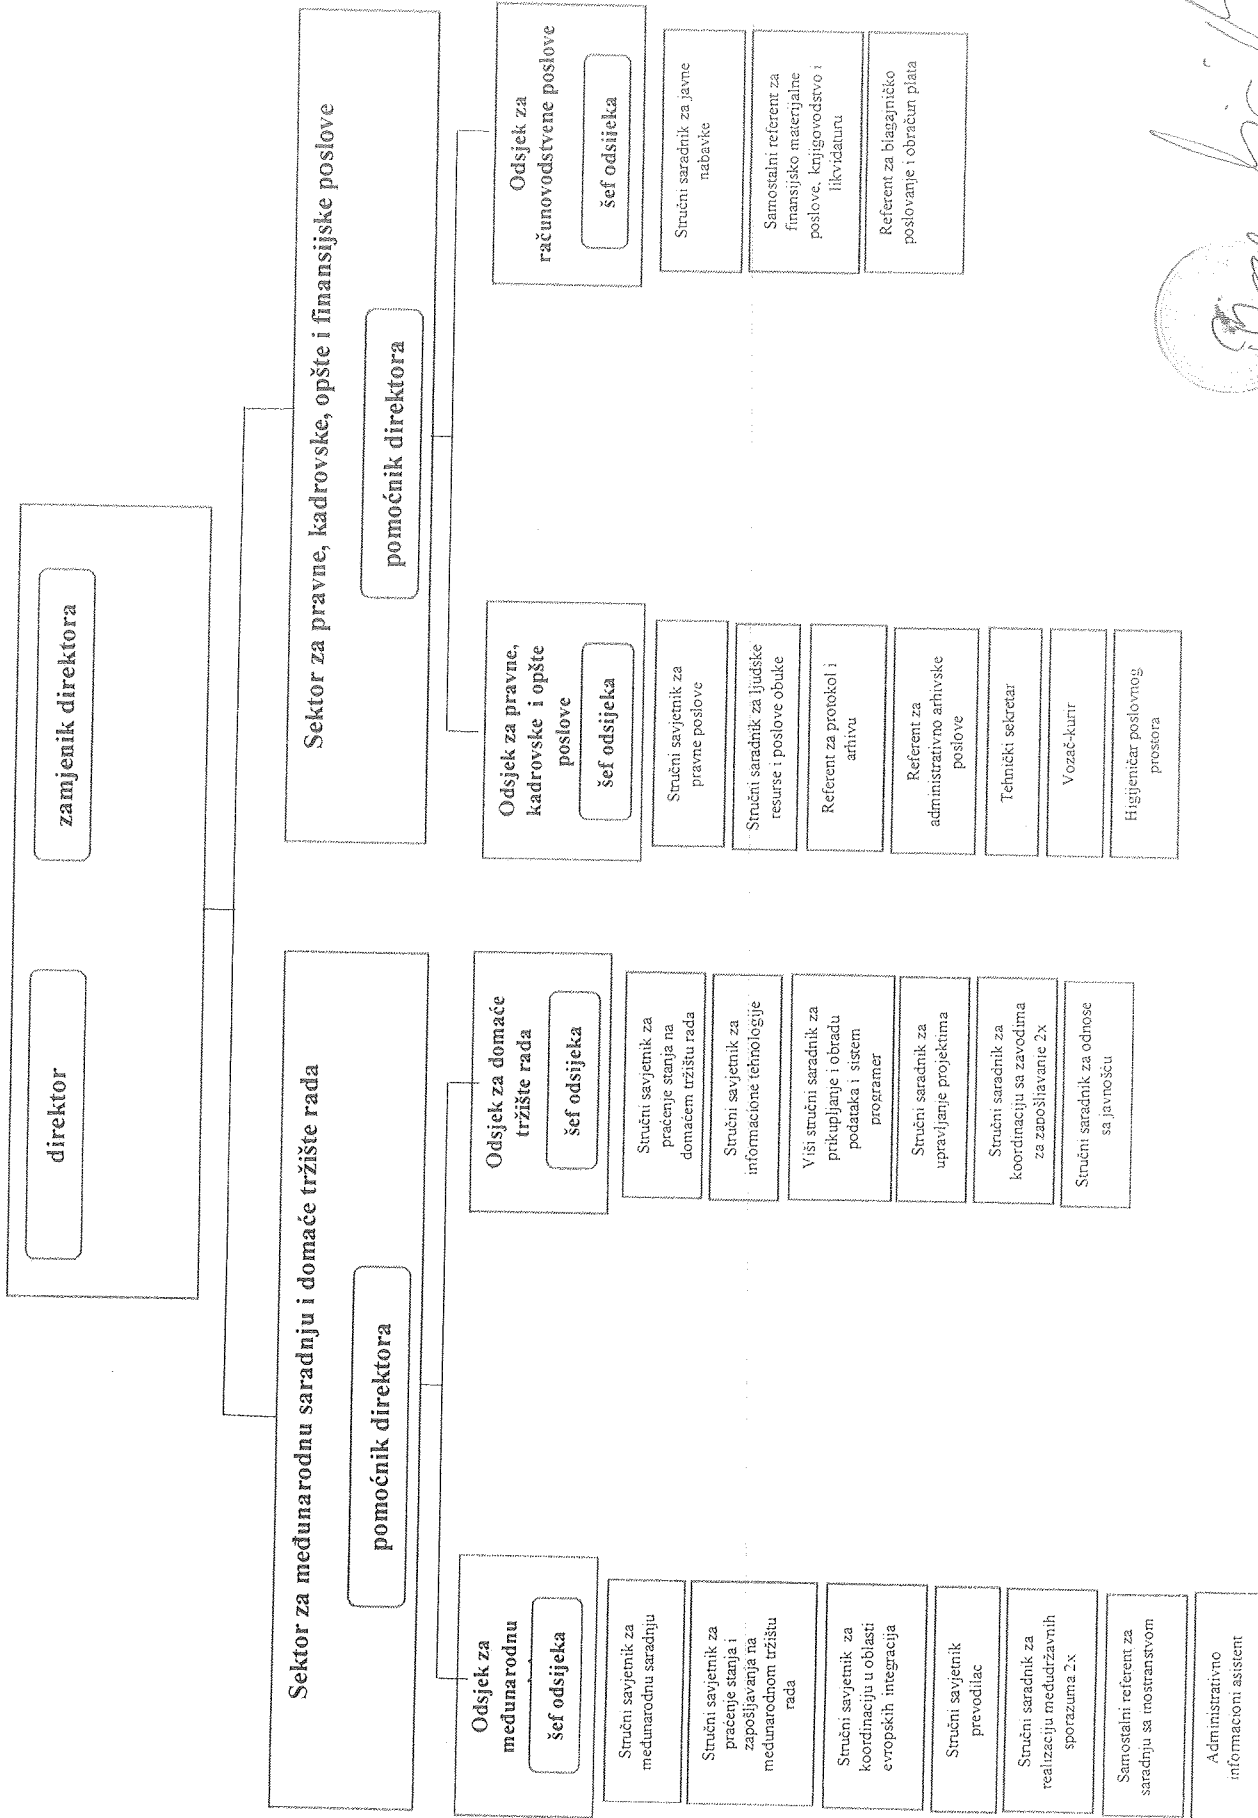 direktor
zamjenik direktora
Sektor za međunarodnu saradnju i domaće tržište rada
pomoćnik direktora
Odsjek za
međunarodnu
šef odsijeka
Stručni savjetnik za
međunarodnu saradnju
Stručni savjetnik za
praćenje stanja i
zapošljavanja na
međunarodnom tržištu
rada
Stručni savjetnik za
koordinaciju u oblasti
evropskih integracija
Stručni savjetnik
prevodilac
Stručni saradnik za
realizaciju međudržavnih
sporazuma 2x
Samostalni referent za
saradnju sa inostranstvom
Administrativno
informacioni asistent
Odsjek za domaće
tržište rada
šef odsijeka
Stručni savjetnik za
praćenje stanja na
domaćem tržištu rada
Stručni savjetnik za
informacione tehnologije
Viši stručni saradnik za
prikupljanje i obradu
podataka i sistem
programer
Stručni saradnik za
upravljanje projektima
Stručni saradnik za
koordinaciju sa zavodima
za zapošljavanje 2x
Stručni saradnik za odnose
sa javnošću
Sektor za pravne, kadrovske, opšte i finansijske poslove
pomoćnik direktora
Odsjek za pravne,
kadrovske i opšte
poslove
šef odsijeka
Stručni savjetnik za
pravne poslove
Stručni saradnik za ljudske
resurse i poslove obuke
Referent za protokol i
arhivu
Referent za
administrativno arhivske
poslove
Tehnički sekretar
Vozač-kurir
Higijeničar poslovnog
prostora
Odsjek za
računovodstvene poslove
šef odsijeka
Stručni saradnik za javne
nabavke
Samostalni referent za
finansijsko materijalne
poslove, knjigovodstvo i
likvidaturu
Referent za blagajničko
poslovanje i obračun plata